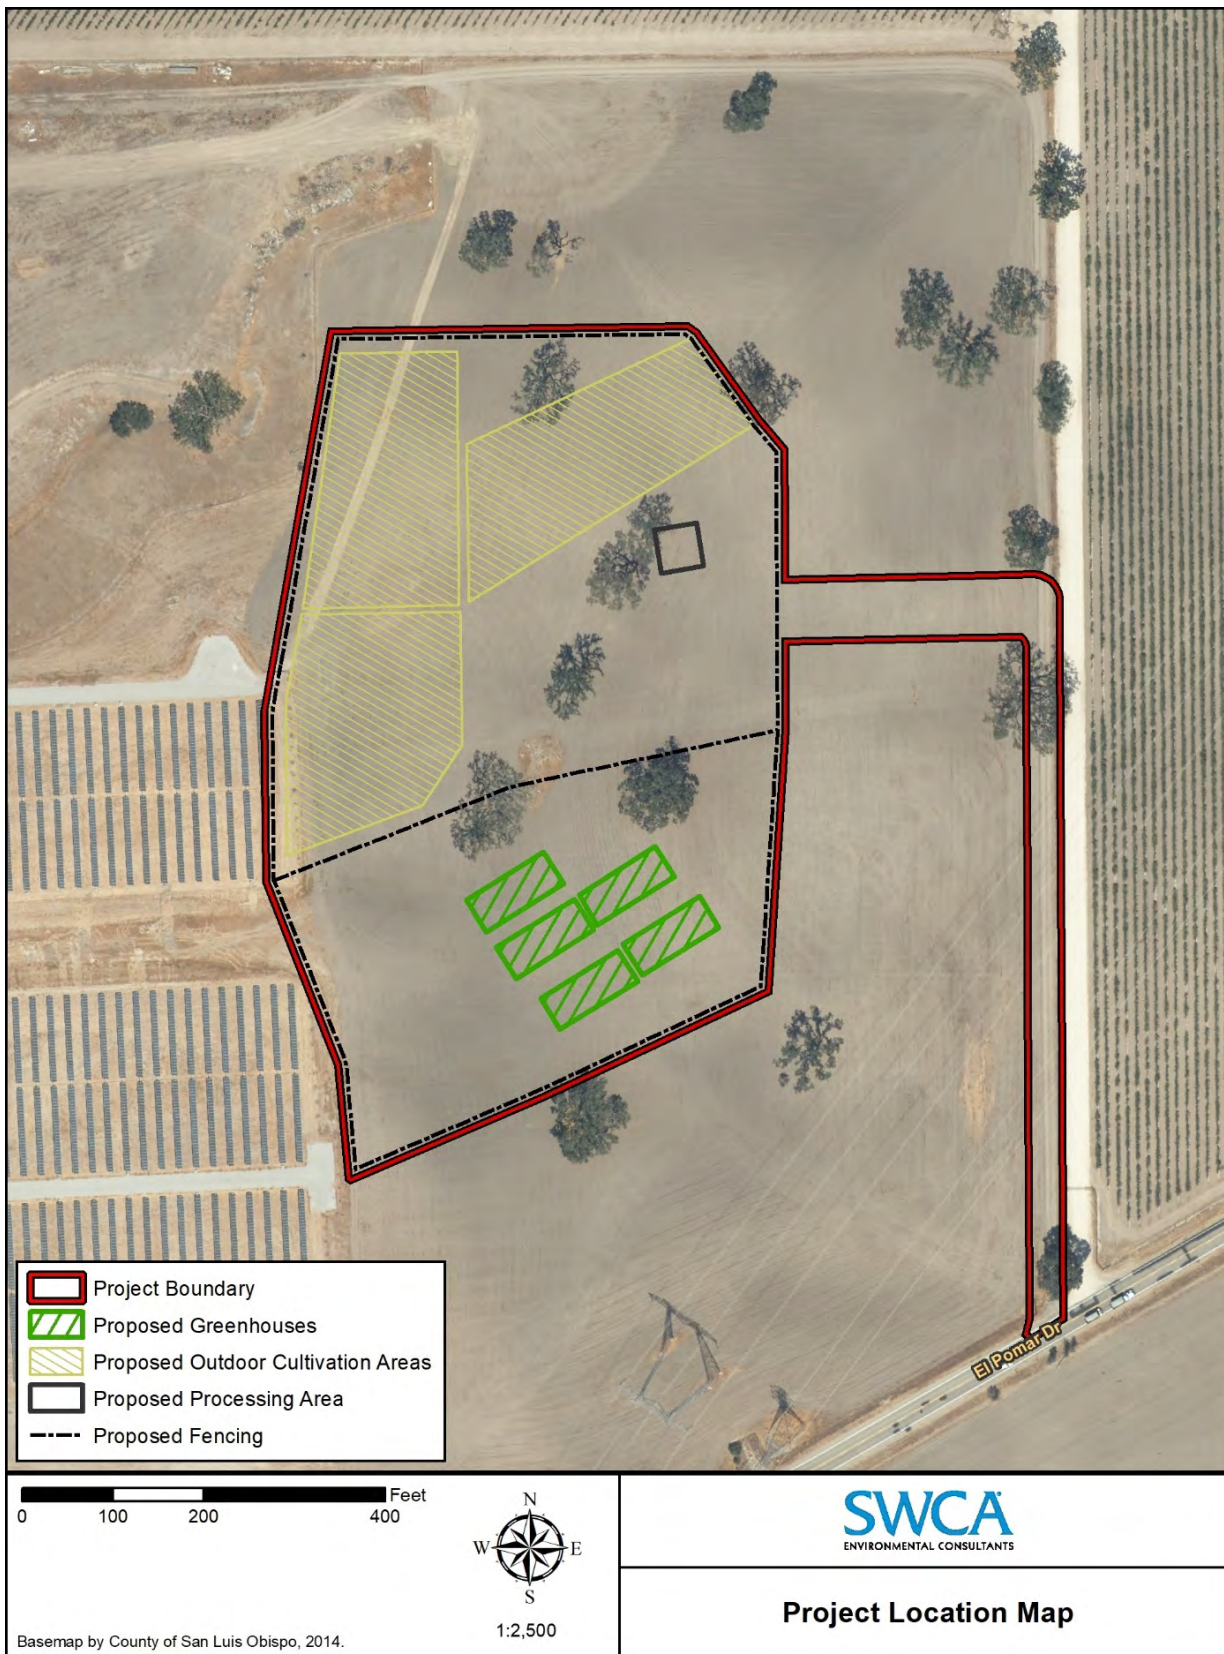 El Pomar Dr
Project Boundary
Proposed Greenhouses
Proposed Outdoor Cultivation Areas
Proposed Processing Area
Proposed Fencing
Feet
0 100 200 400
N
W E
S
1:2,500
Basemap by County of San Luis Obispo, 2014.
SWCA
ENVIRONMENTAL CONSULTANTS
Project Location Map